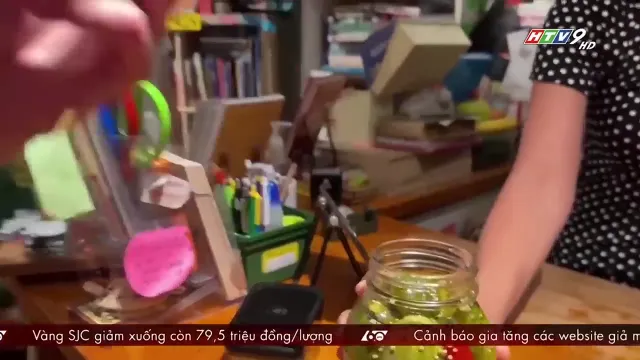 HTV9 HD
Vàng SJC giảm xuống còn 79,5 triệu đồng/lượng
60
Cảnh báo gia tăng các website giả m